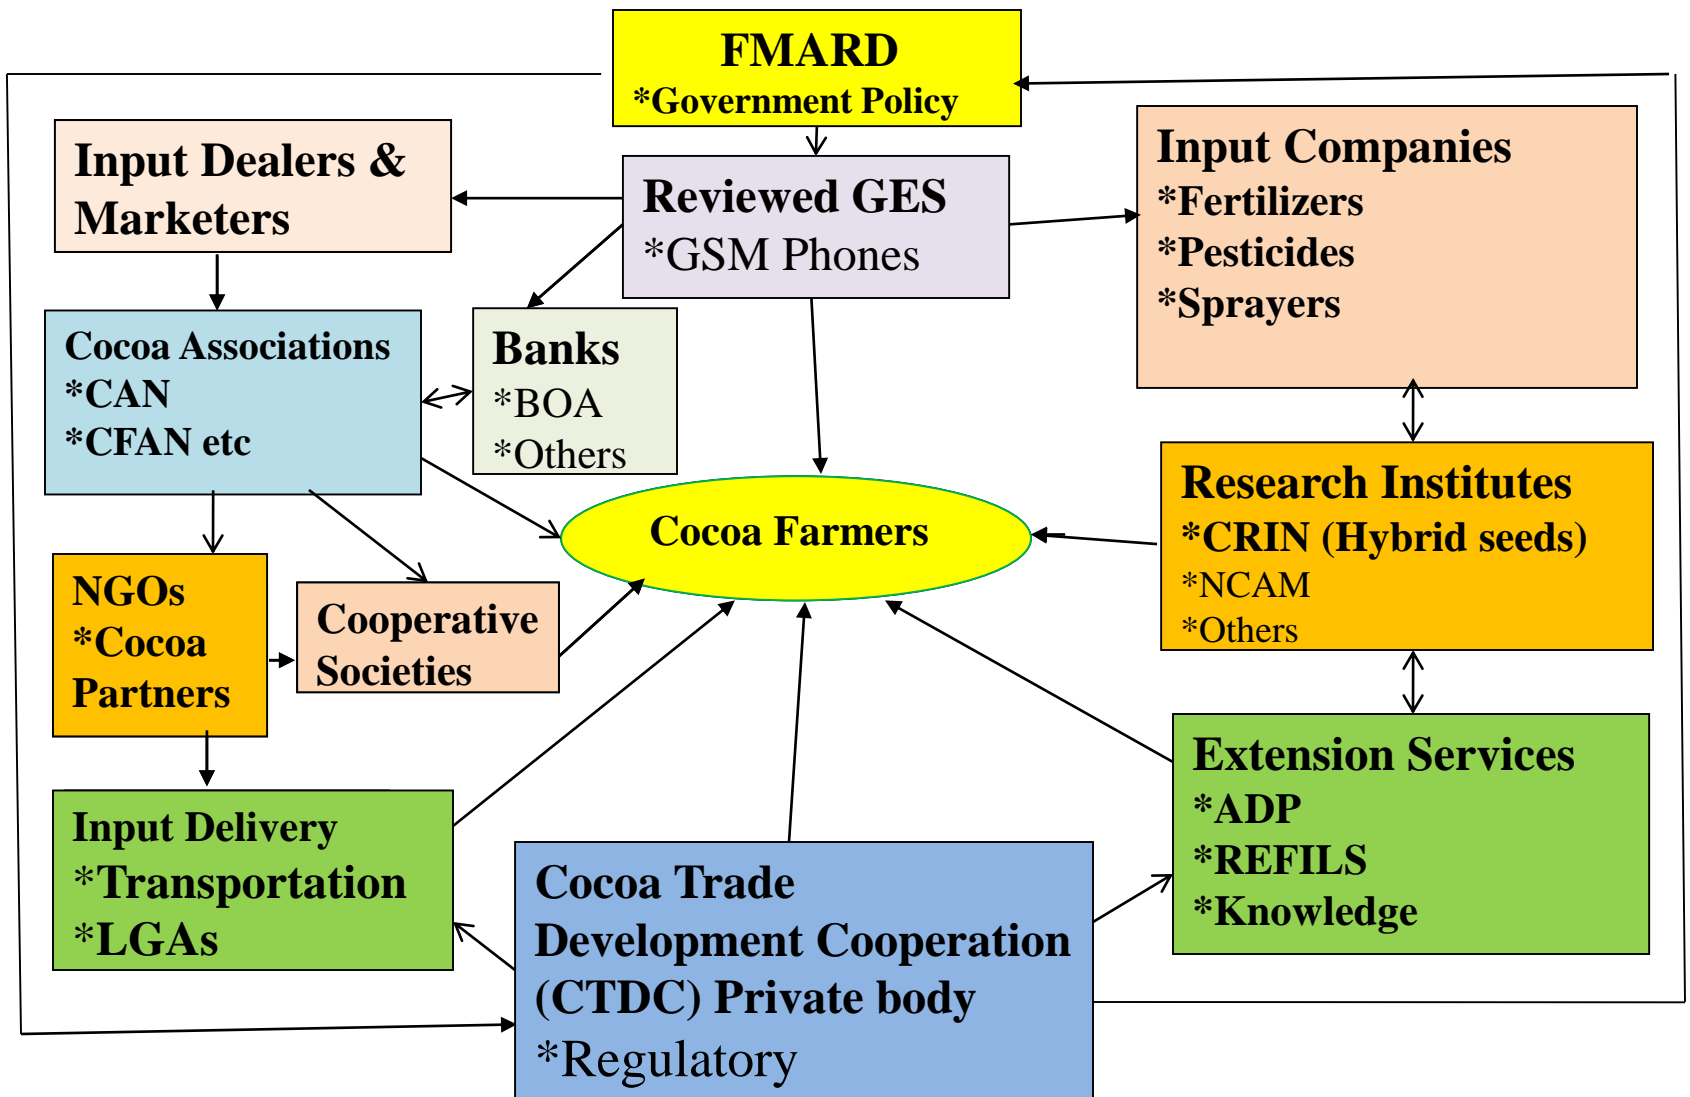 FMARD
*Government Policy
Input Dealers &
Marketers
Reviewed GES
*GSM Phones
Input Companies
*Fertilizers
*Pesticides
*Sprayers
Cocoa Associations
*CAN
*CFAN etc
Banks
*BOA
*Others
Cocoa Farmers
Research Institutes
*CRIN (Hybrid seeds)
*NCAM
*Others
NGOs
*Cocoa
Partners
Cooperative
Societies
Extension Services
*ADP
*REFILS
*Knowledge
Input Delivery
*Transportation
*LGAs
Cocoa Trade
Development Cooperation
(CTDC) Private body
*Regulatory